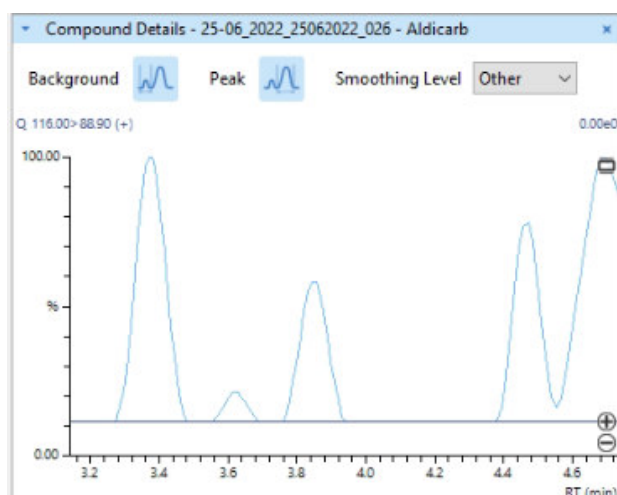 Compound Details - 25-06_2022_25062022_026 - Aldicarb
Background Peak Smoothing Level Other
Q 116.00>88.90 (+) 0.00e0
100.00
%
0.00
3.2 3.4 3.6 3.8 4.0 4.2 4.4 4.6
RT (min)